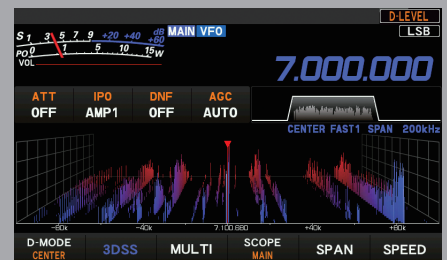 D-LEVEL
S 1 3 5 7 9 +20 +40 +60 dB MAIN VFO LSB
PO 0 1 5 10 15 W
VOL
7.000.000
ATT IPO DNF AGC
OFF AMP1 OFF AUTO
CENTER FAST1 SPAN 200kHz
-80k -40k 7.100.680 +40k +80k
D-MODE 3DSS MULTI SCOPE SPAN SPEED
CENTER MAIN